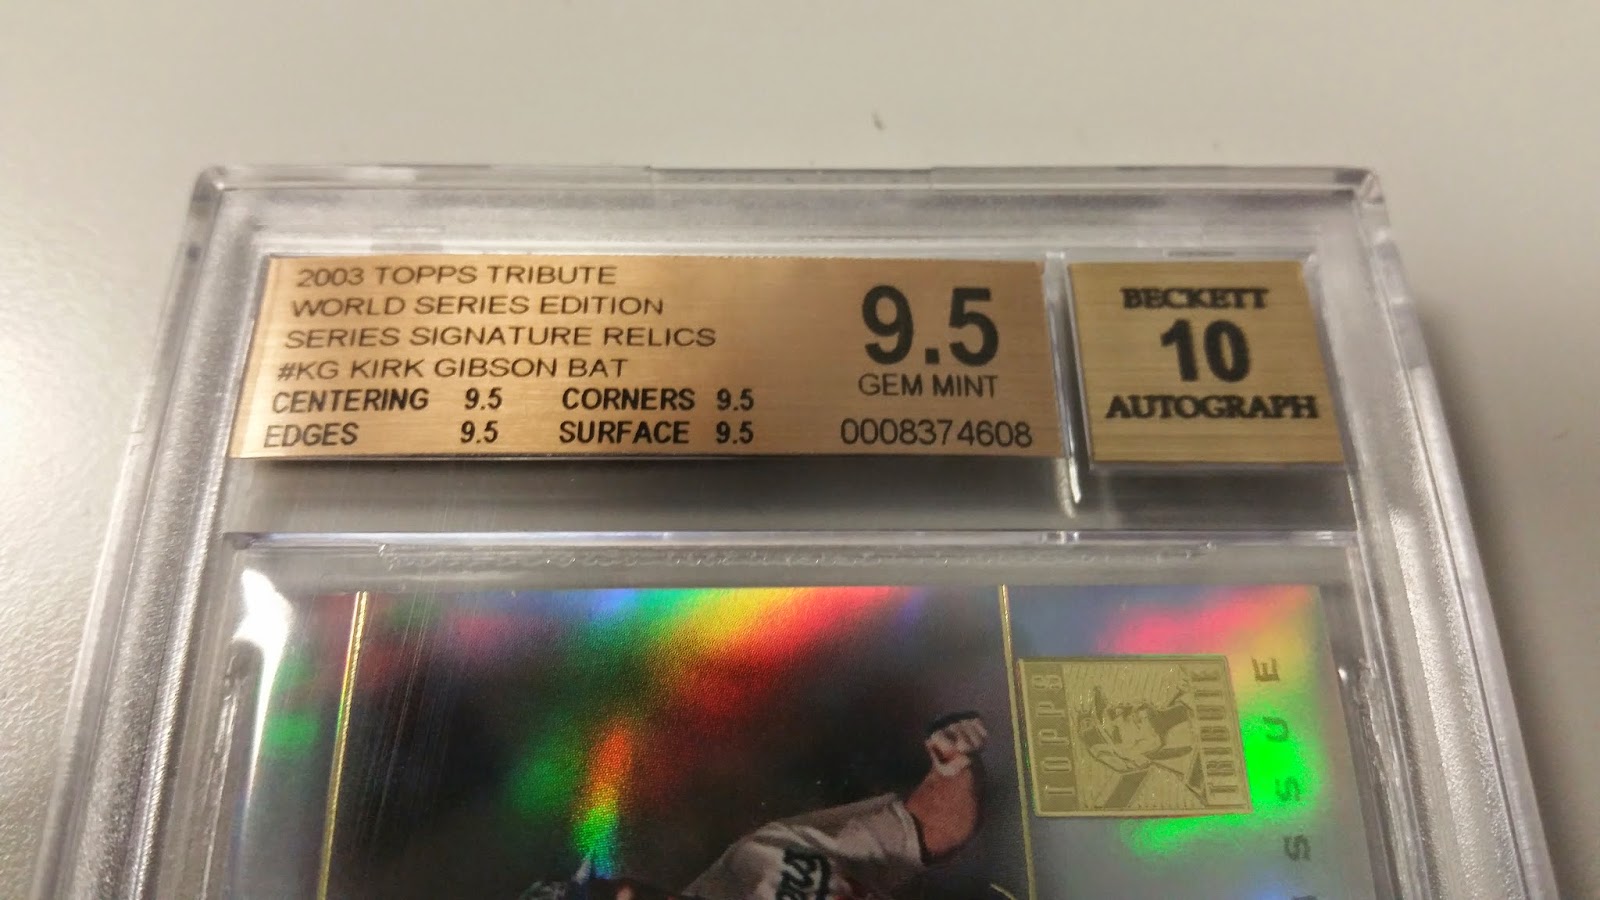 2003 TOPPS TRIBUTE
WORLD SERIES EDITION
SERIES SIGNATURE RELICS
#KG KIRK GIBSON BAT
CENTERING 9.5 CORNERS 9.5
EDGES 9.5 SURFACE 9.5
9.5
GEM MINT
0008374608
BECKETT
10
AUTOGRAPH
TOPPS
TRIBUTE
SSUE